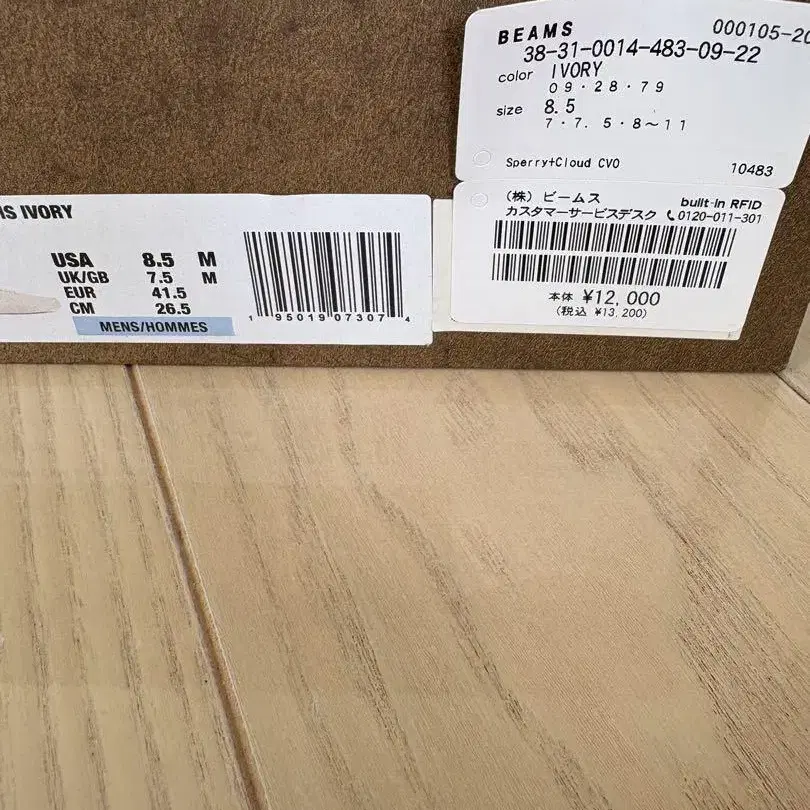 BEAMS 000105-20
38-31-0014-483-09-22
color IVORY
09・28・79
size 8.5
7・7.5・8〜11
Sperry+Cloud CVO 10483
(株) ビームス built-in RFID
カスタマーサービスデスク 0120-011-301
本体 ¥12,000
(税込 ¥13,200)
IVORY
USA 8.5 M
UK/GB 7.5 M
EUR 41.5
CM 26.5
MENS/HOMMES
1 95019 07307 4